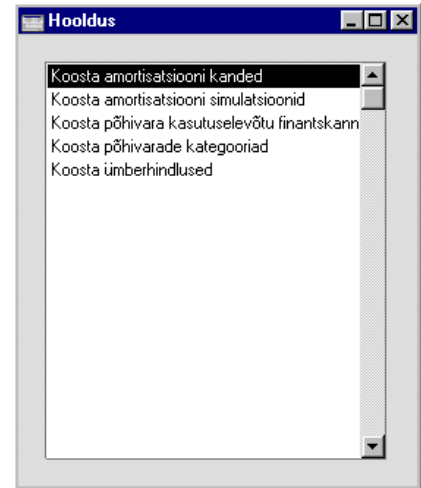 Hooldus
Koosta amortisatsiooni kanded
Koosta amortisatsiooni simulatsioonid
Koosta põhivara kasutuselevõtu finantskann
Koosta põhivarade kategooriad
Koosta ümberhindlused